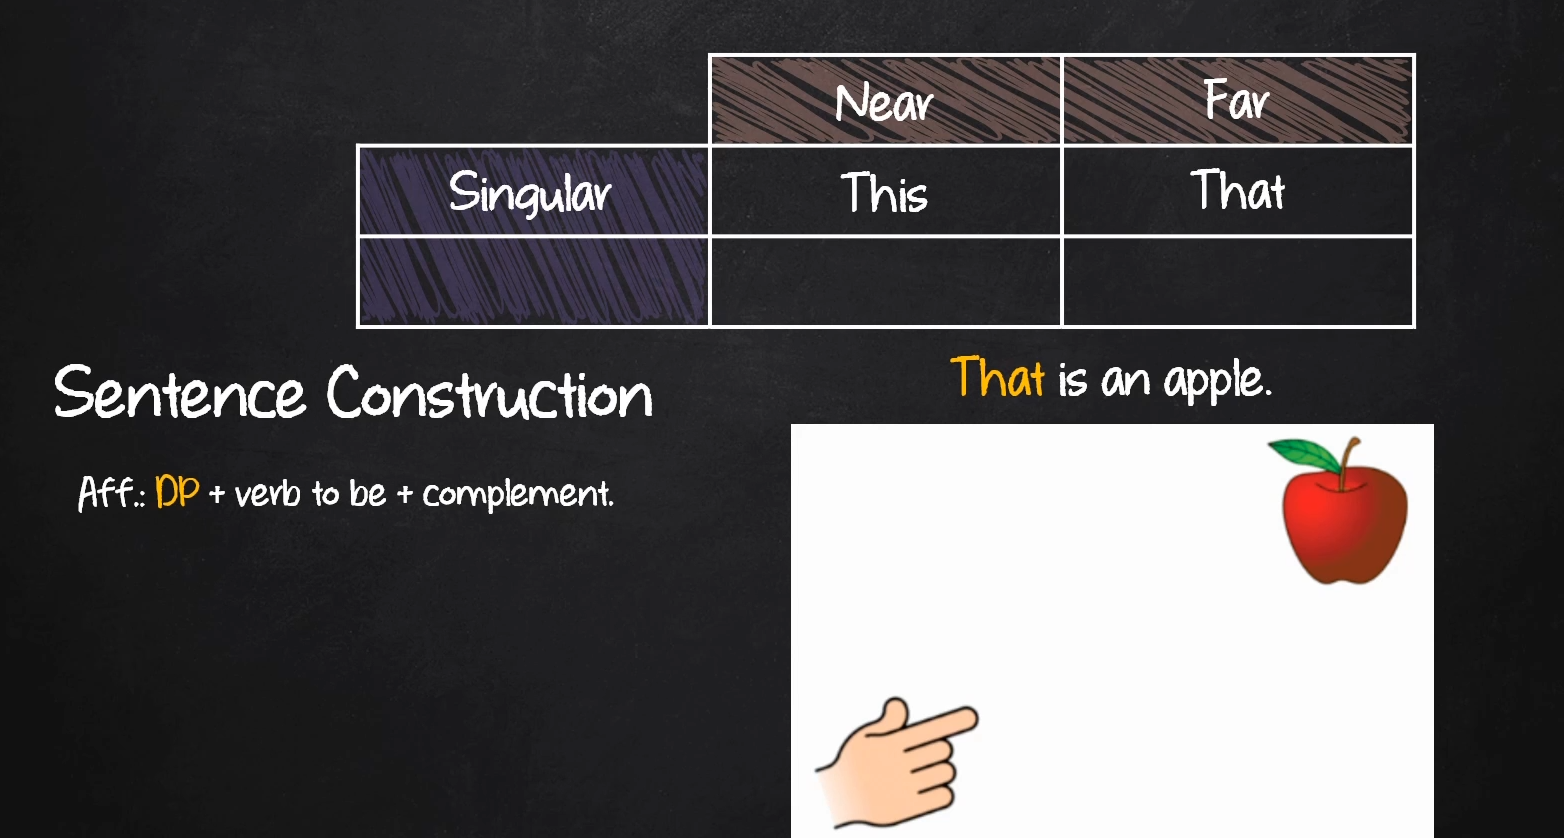 Near Far
Singular This That
That is an apple.
Sentence Construction
Aff.: DP + verb to be + complement.